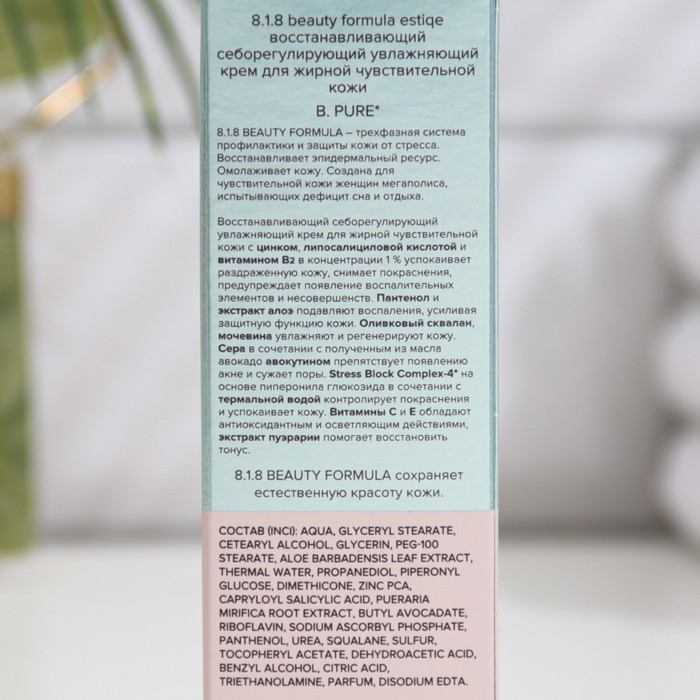 8.1.8 beauty formula estiqe
восстанавливающий
себорегулирующий увлажняющий
крем для жирной чувствительной
кожи
B. PURE*
8.1.8 BEAUTY FORMULA – трехфазная система
профилактики и защиты кожи от стресса.
Восстанавливает эпидермальный ресурс.
Омолаживает кожу. Создана для
чувствительной кожи женщин мегаполиса,
испытывающих дефицит сна и отдыха.
Восстанавливающий себорегулирующий
увлажняющий крем для жирной чувствительной
кожи с цинком, липосалициловой кислотой и
витамином B2 в концентрации 1 % успокаивает
раздраженную кожу, снимает покраснения,
предупреждает появление воспалительных
элементов и несовершенств. Пантенол и
экстракт алоэ подавляют воспаления, усиливая
защитную функцию кожи. Оливковый сквалан,
мочевина увлажняют и регенерируют кожу.
Сера в сочетании с полученным из масла
авокадо авокутином препятствует появлению
акне и сужает поры. Stress Block Complex-4* на
основе пиперонила глюкозида в сочетании с
термальной водой контролирует покраснения
и успокаивает кожу. Витамины С и Е обладают
антиоксидантным и осветляющим действиями,
экстракт пуэрарии помогает восстановить
тонус.
8.1.8 BEAUTY FORMULA сохраняет
естественную красоту кожи.
СОСТАВ (INCI): AQUA, GLYCERYL STEARATE,
CETEARYL ALCOHOL, GLYCERIN, PEG-100
STEARATE, ALOE BARBADENSIS LEAF EXTRACT,
THERMAL WATER, PROPANEDIOL, PIPERONYL
GLUCOSE, DIMETHICONE, ZINC PCA,
CAPRYLOYL SALICYLIC ACID, PUERARIA
MIRIFICA ROOT EXTRACT, BUTYL AVOCADATE,
RIBOFLAVIN, SODIUM ASCORBYL PHOSPHATE,
PANTHENOL, UREA, SQUALANE, SULFUR,
TOCOPHERYL ACETATE, DEHYDROACETIC ACID,
BENZYL ALCOHOL, CITRIC ACID,
TRIETHANOLAMINE, PARFUM, DISODIUM EDTA.